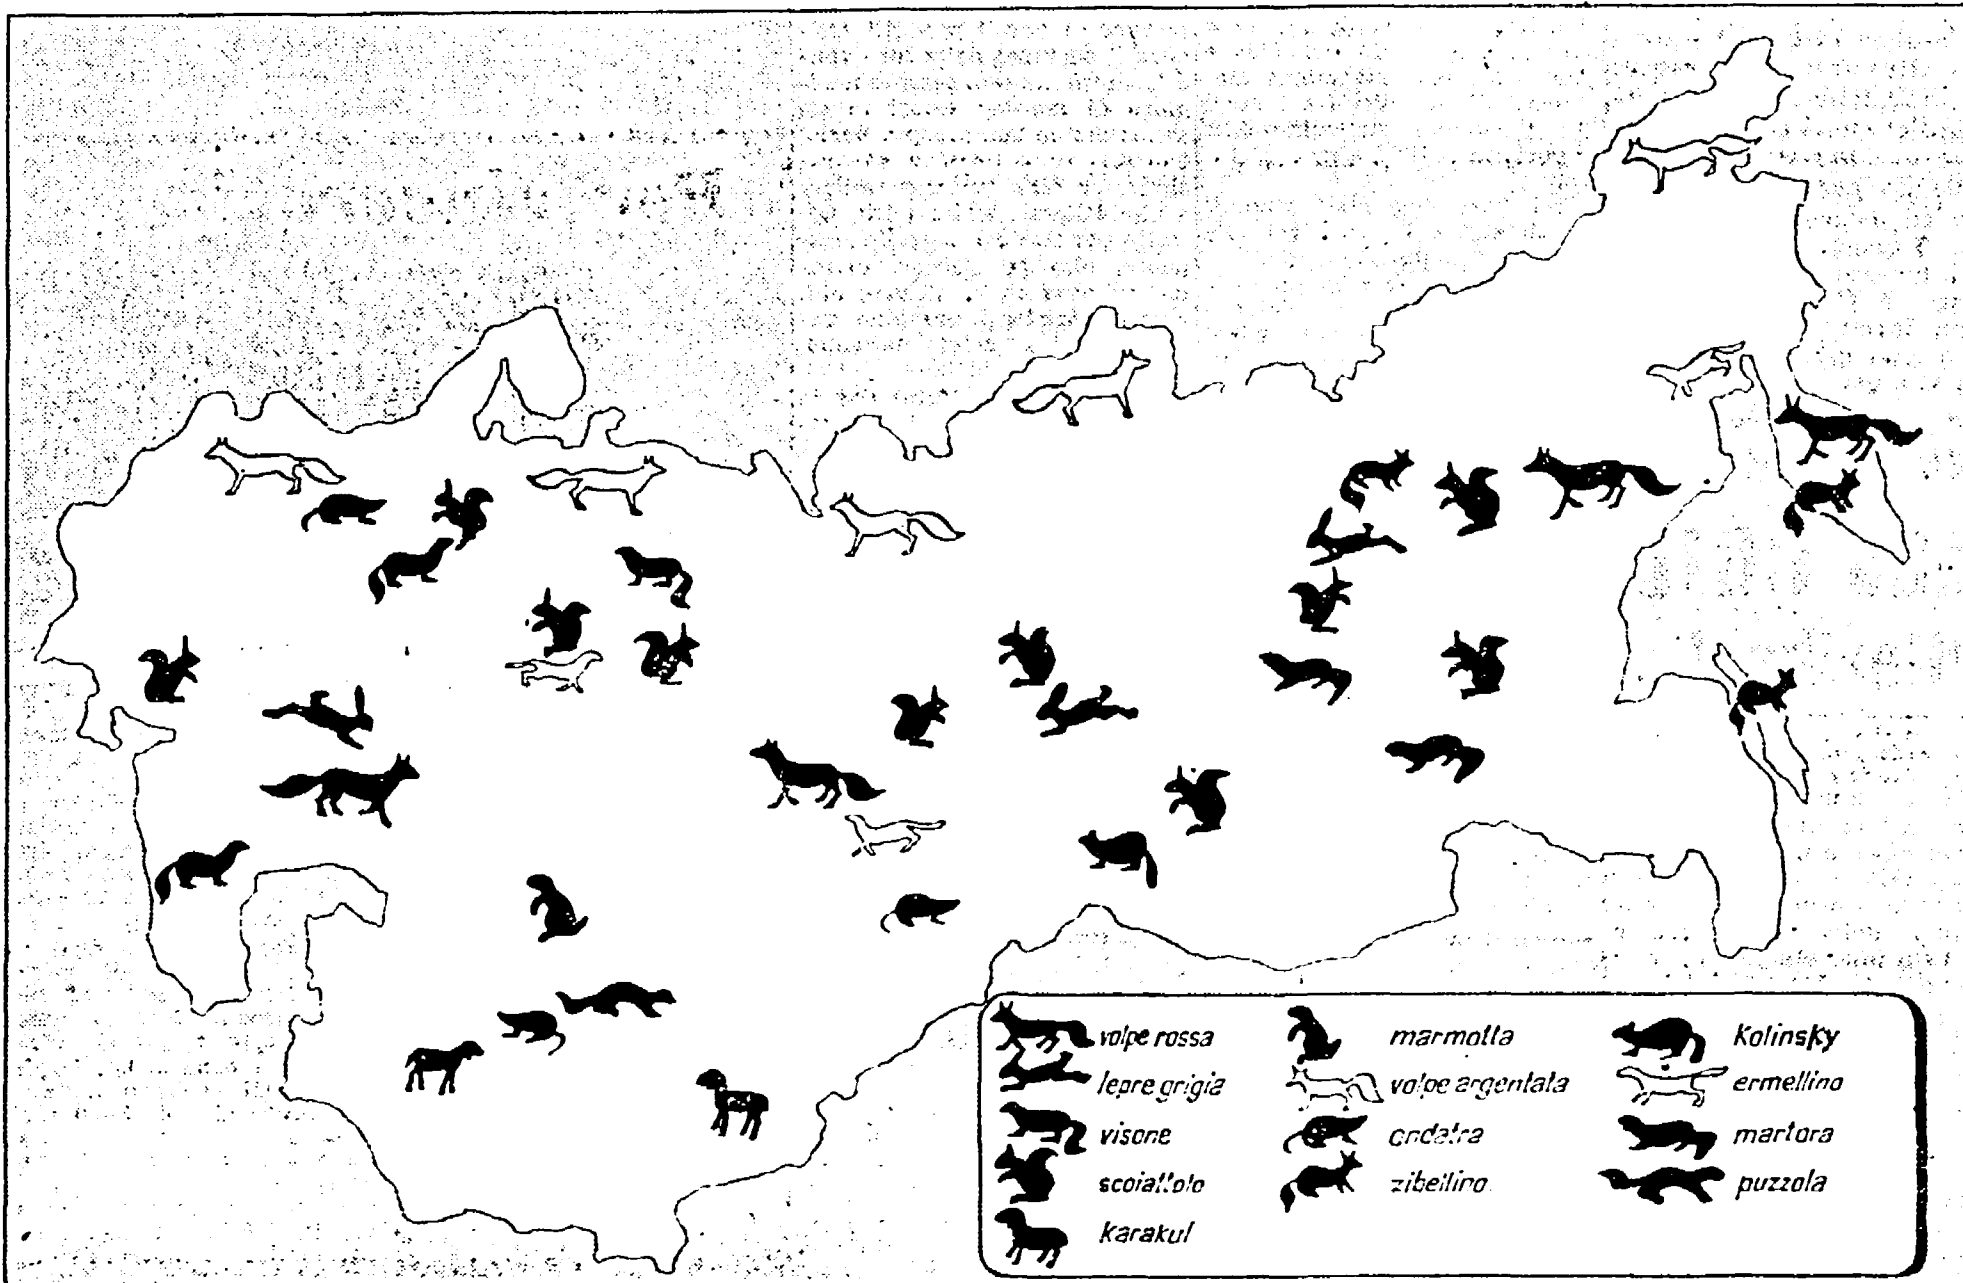 volpe rossa
lepre grigia
visone
scoiattolo
karakul
marmotta
volpe argentata
ondatra
zibellino
Kolinsky
ermellino
martora
puzzola